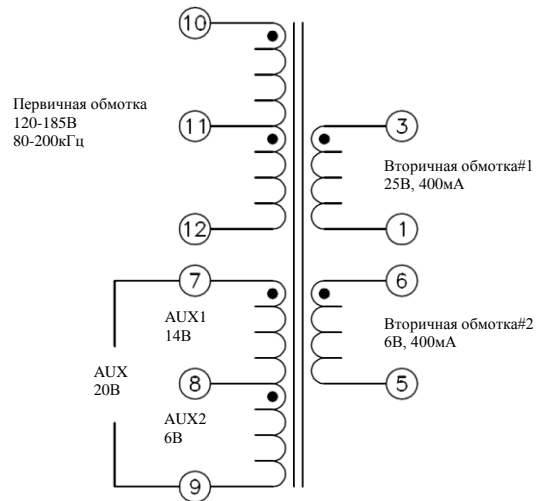 10
Первичная обмотка
120-185В
80-200кГц
11
3
Вторичная обмотка#1
25В, 400мА
12
1
7
6
AUX1
14В
Вторичная обмотка#2
6В, 400мА
AUX
20В
8
5
AUX2
6В
9